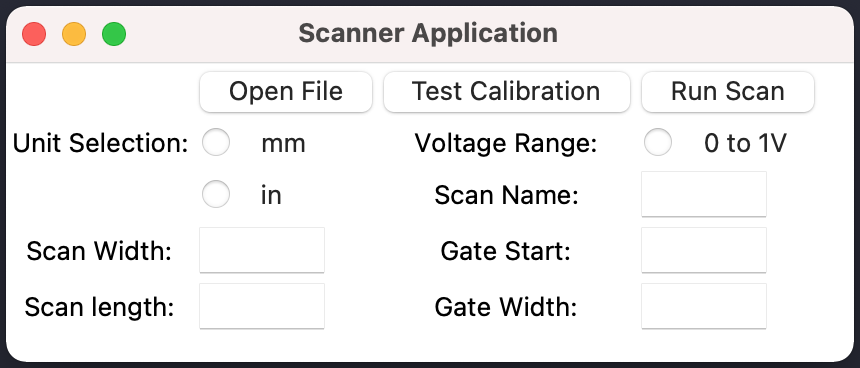 Scanner Application
Open File Test Calibration Run Scan
Unit Selection: mm Voltage Range: 0 to 1V
in Scan Name:
Scan Width: Gate Start:
Scan length: Gate Width: